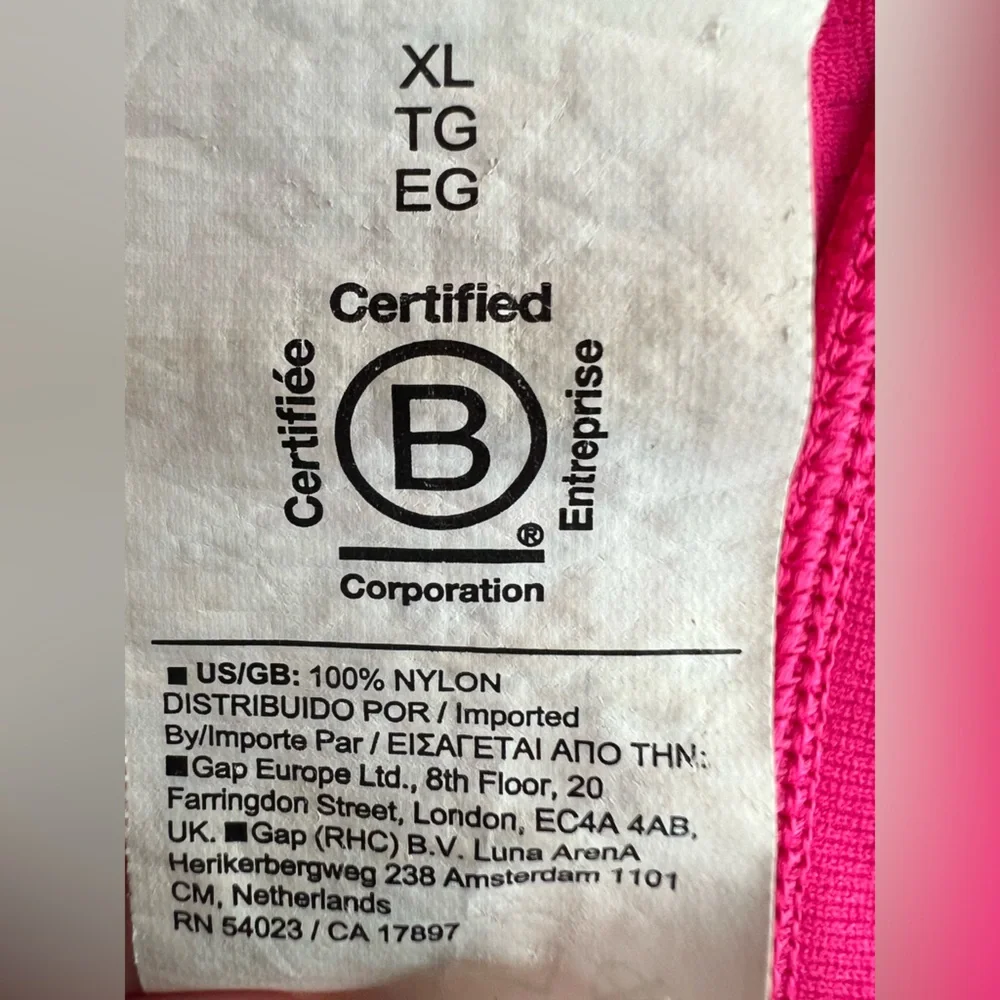 XL
TG
EG
Certified
Certifiée
B
Entreprise
®
Corporation
■ US/GB: 100% NYLON
DISTRIBUIDO POR / Imported
By/Importe Par / ΕΙΣΑΓΕΤΑΙ ΑΠΟ ΤΗΝ:
■Gap Europe Ltd., 8th Floor, 20
Farringdon Street, London, EC4A 4AB,
UK. ■Gap (RHC) B.V. Luna ArenA
Herikerbergweg 238 Amsterdam 1101
CM, Netherlands
RN 54023 / CA 17897